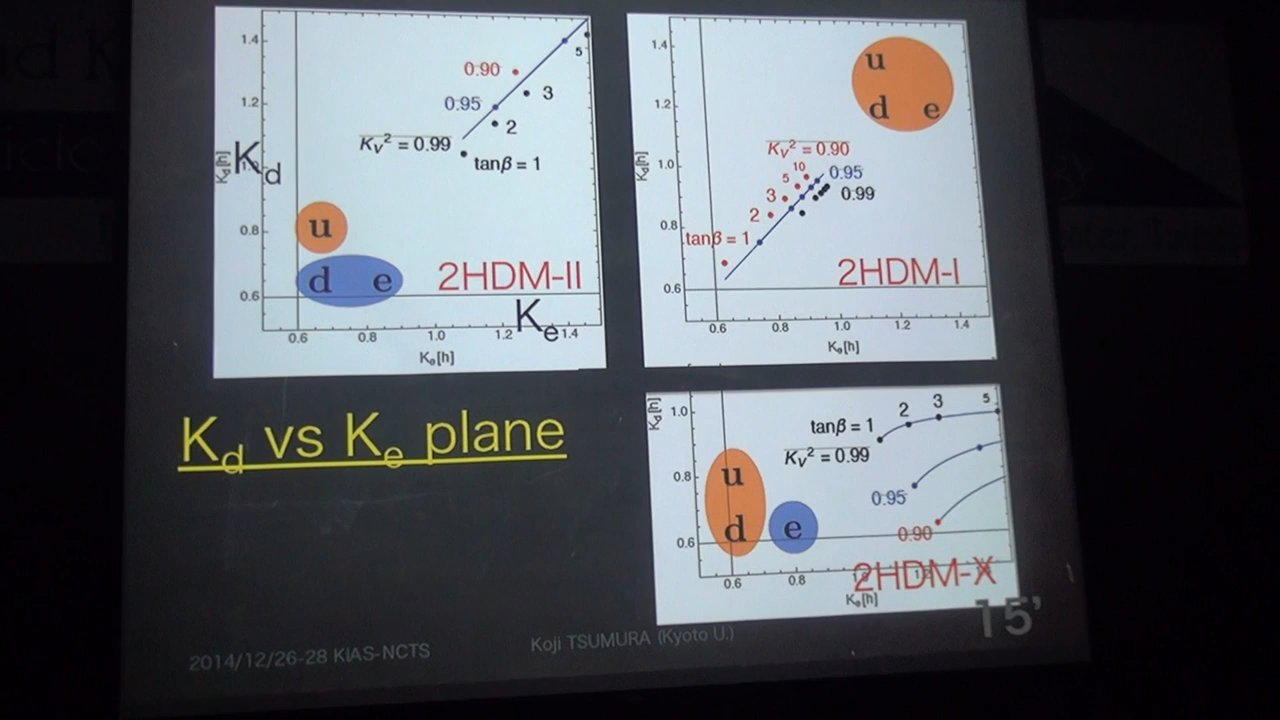 1.4
1.2
0.8
0.6
Kd[h]
Kd
0.90
0.95
KV² = 0.99
5
3
2
tanβ = 1
u
d e
2HDM-II
Ke
0.6 0.8 1.0 1.2 1.4
Ke[h]
1.4
1.2
1.0
0.8
0.6
Kd[h]
u
d e
KV² = 0.90
10
5
3
2
tanβ = 1
0.95
0.99
2HDM-I
0.6 0.8 1.0 1.2 1.4
Ke[h]
Kd vs Ke plane
Kd[h]
1.0
0.8
0.6
tanβ = 1
2 3 5
KV² = 0.99
0.95
0.90
u
d
e
2HDM-X
0.6 0.8
Ke[h]
15'
2014/12/26-28 KIAS-NCTS
Koji TSUMURA (Kyoto U.)